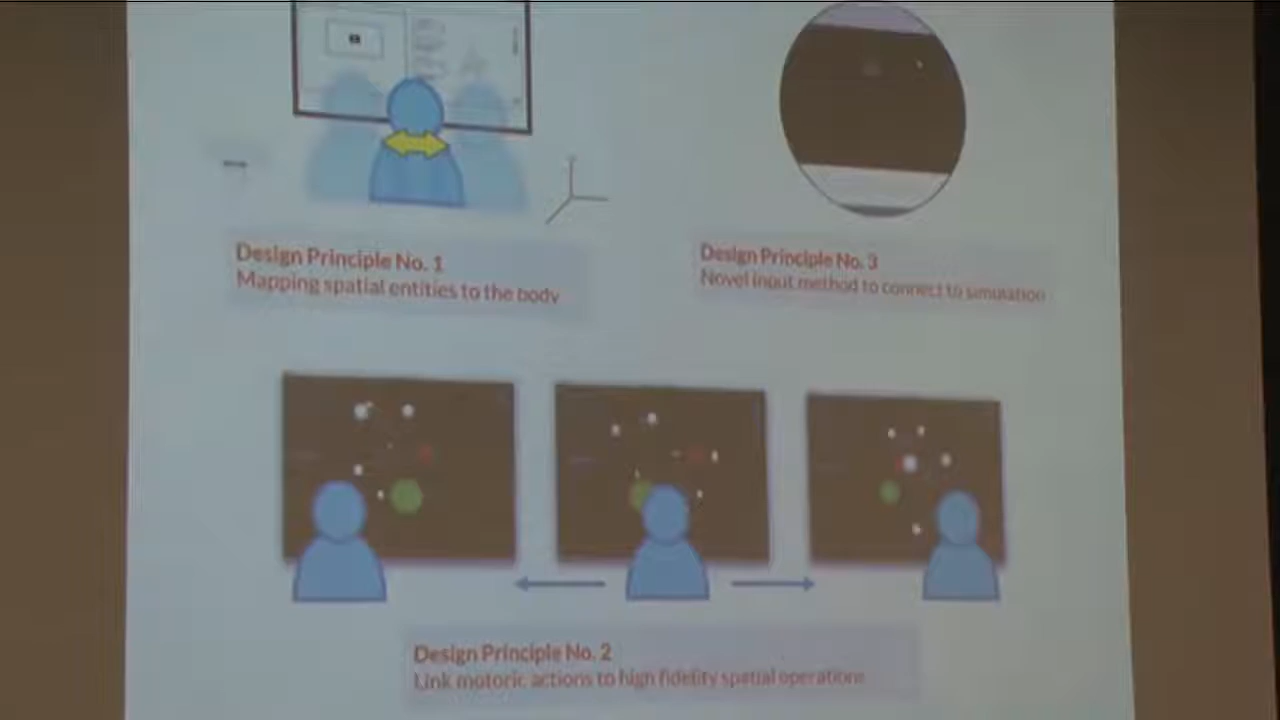 Design Principle No. 1
Mapping spatial entities to the body
Design Principle No. 3
Novel input method to connect to simulation
Design Principle No. 2
Link motoric actions to high fidelity spatial operations